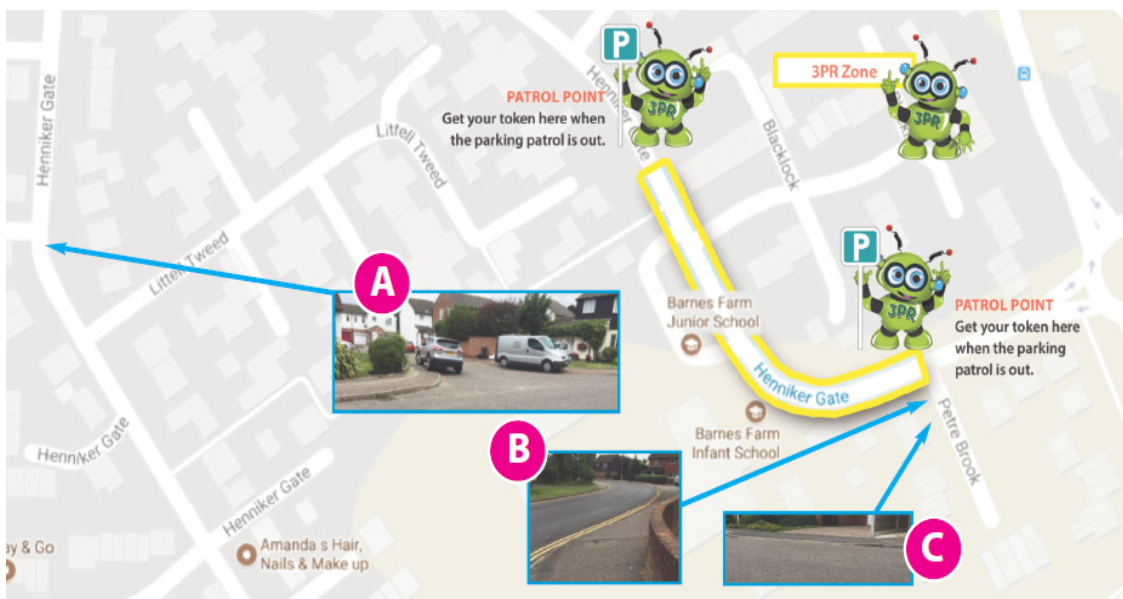 P
Henniker Gate
PATROL POINT
Get your token here when
the parking patrol is out.
3PR
3PR Zone
3PR
Henniker Gate
Littell Tweed
Blacklock
Littell Tweed
A
P
3PR
PATROL POINT
Get your token here
when the parking
patrol is out.
Barnes Farm
Junior School
Henniker Gate
Barnes Farm
Infant School
Petre Brook
B
C
Henniker Gate
Henniker Gate
ay & Go
Amanda s Hair,
Nails & Make up